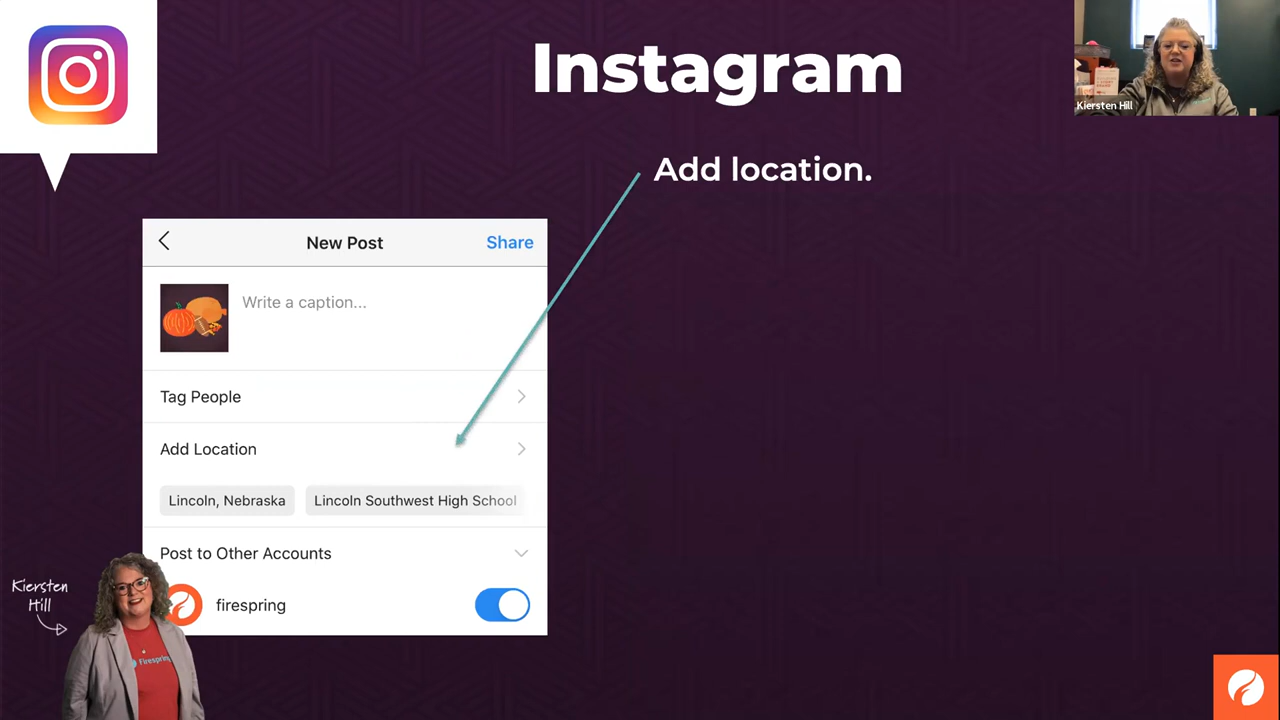 Instagram
Kiersten Hill
Add location.
New Post
Share
Write a caption...
Tag People
Add Location
Lincoln, Nebraska
Lincoln Southwest High School
Post to Other Accounts
firespring
Kiersten
Hill
Firespring